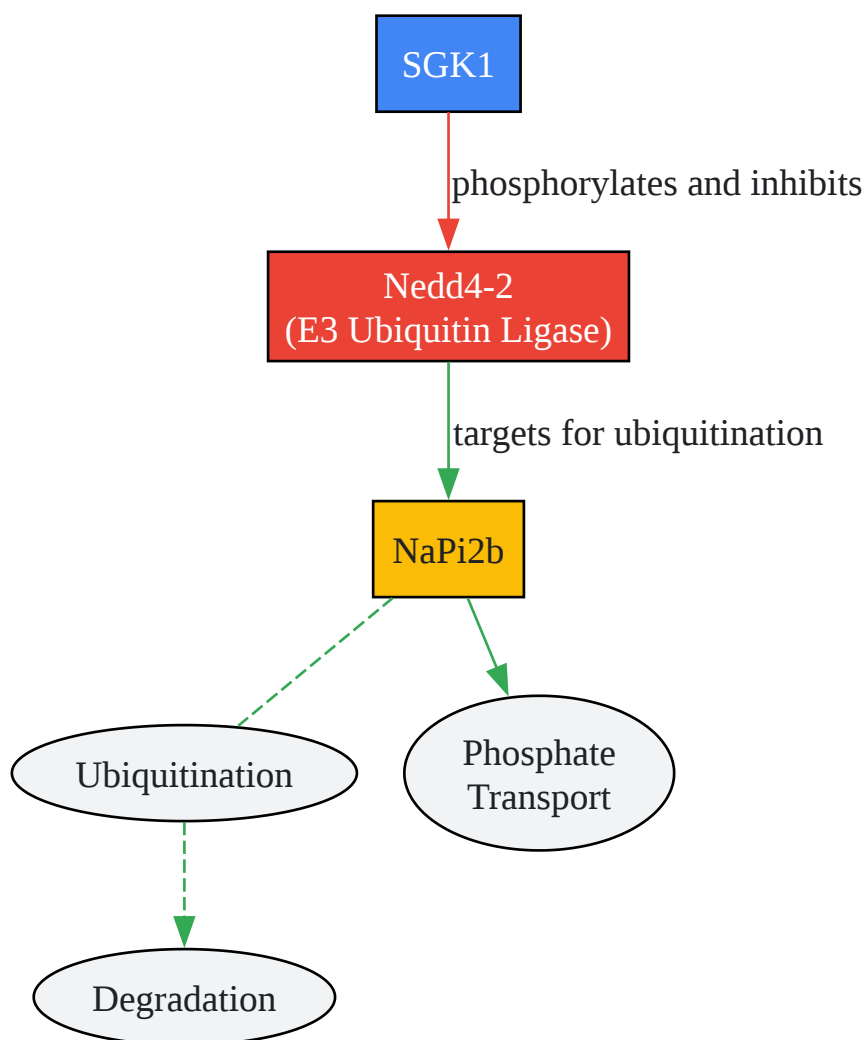 SGK1
phosphorylates and inhibits
Nedd4-2
(E3 Ubiquitin Ligase)
targets for ubiquitination
NaPi2b
Ubiquitination
Phosphate
Transport
Degradation